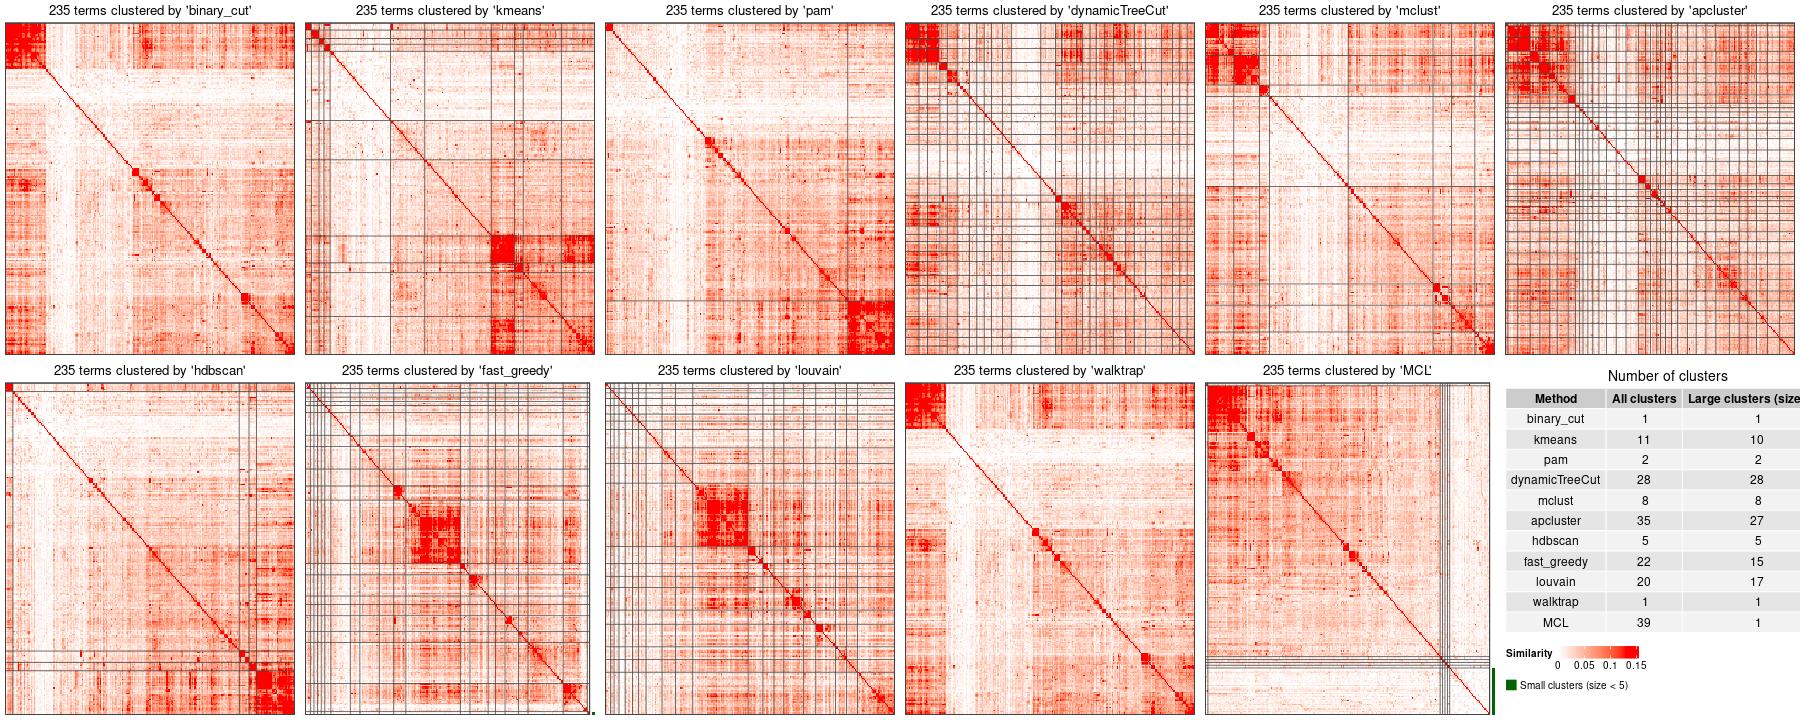 235 terms clustered by 'binary_cut'
235 terms clustered by 'kmeans'
235 terms clustered by 'pam'
235 terms clustered by 'dynamicTreeCut'
235 terms clustered by 'mclust'
235 terms clustered by 'apcluster'
235 terms clustered by 'hdbscan'
235 terms clustered by 'fast_greedy'
235 terms clustered by 'louvain'
235 terms clustered by 'walktrap'
235 terms clustered by 'MCL'
Number of clusters
Method All clusters Large clusters (size
binary_cut 1 1
kmeans 11 10
pam 2 2
dynamicTreeCut 28 28
mclust 8 8
apcluster 35 27
hdbscan 5 5
fast_greedy 22 15
louvain 20 17
walktrap 1 1
MCL 39 1
Similarity
0 0.05 0.1 0.15
Small clusters (size < 5)